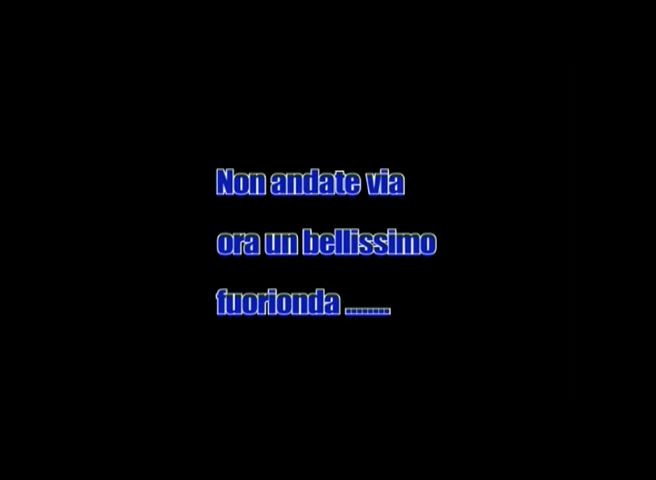 Non andate via
ora un bellissimo
fuorionda ........